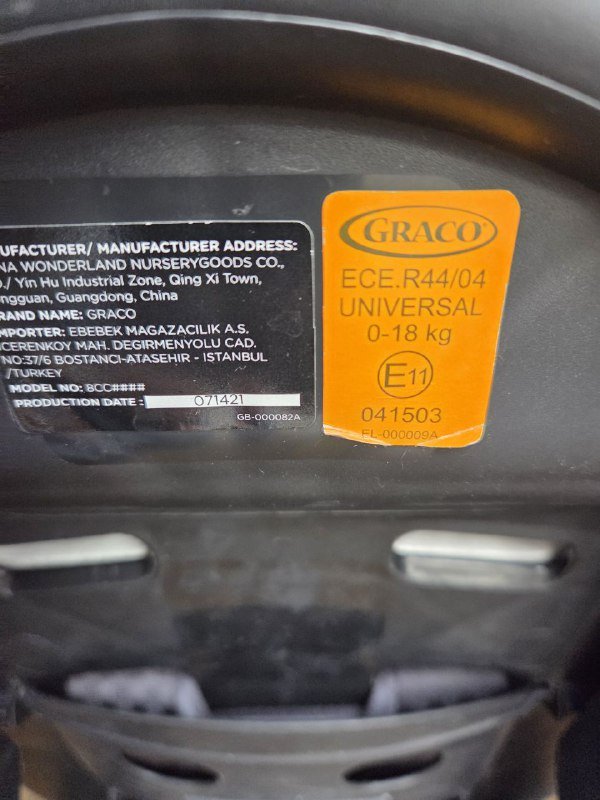 UFACTURER/ MANUFACTURER ADDRESS:
NA WONDERLAND NURSERYGOODS CO.,
./ Yin Hu Industrial Zone, Qing Xi Town,
ngguan, Guangdong, China
RAND NAME: GRACO
MPORTER: EBEBEK MAGAZACILIK A.S.
CERENKOY MAH. DEGIRMENYOLU CAD.
NO:37/6 BOSTANCI-ATASEHIR - ISTANBUL
/TURKEY
MODEL NO: 8CC####
PRODUCTION DATE : 071421
GB-000082A
GRACO
ECE.R44/04
UNIVERSAL
0-18 kg
E11
041503
EL-000009A